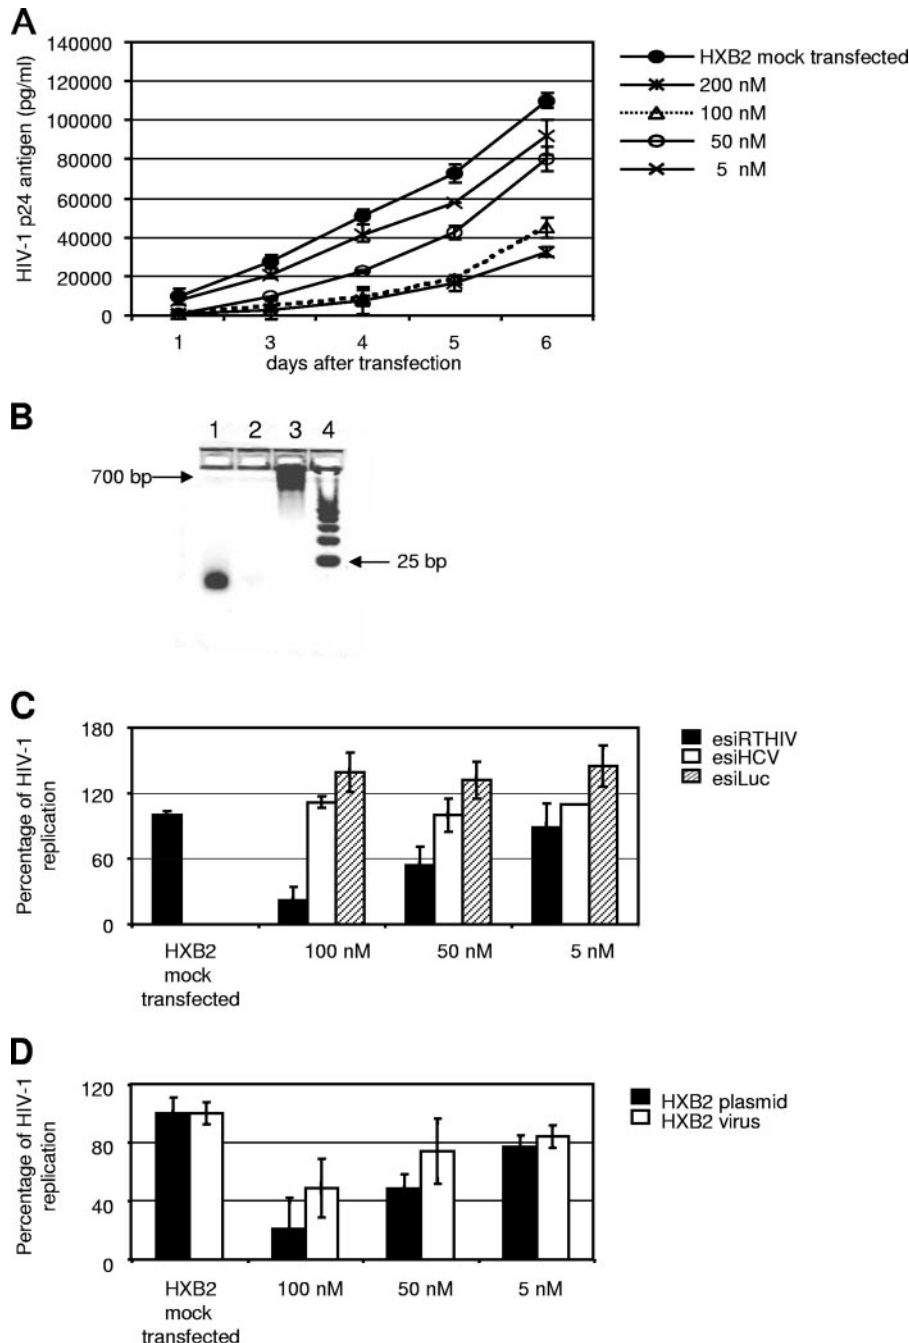 A
HIV-1 p24 antigen (pg/ml)
140000
120000
100000
80000
60000
40000
20000
0
1 3 4 5 6
days after transfection
HXB2 mock transfected
200 nM
100 nM
50 nM
5 nM
B
1 2 3 4
700 bp
25 bp
C
Percentage of HIV-1
replication
180
120
60
0
HXB2
mock
transfected
100 nM
50 nM
5 nM
esiRTHIV
esiHCV
esiLuc
D
Percentage of HIV-1
replication
120
80
40
0
HXB2
mock
transfected
100 nM
50 nM
5 nM
HXB2 plasmid
HXB2 virus